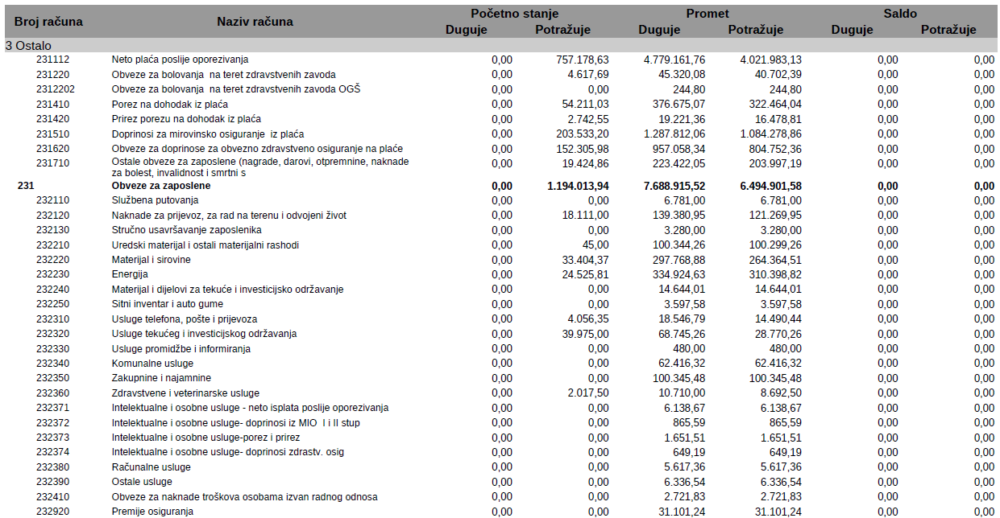 Broj računa Naziv računa Početno stanje Promet Saldo
Duguje Potražuje Duguje Potražuje Duguje Potražuje
3 Ostalo
231112 Neto plaća poslije oporezivanja 0,00 757.178,63 4.779.161,76 4.021.983,13 0,00 0,00
231220 Obveze za bolovanja na teret zdravstvenih zavoda 0,00 4.617,69 45.320,08 40.702,39 0,00 0,00
2312202 Obveze za bolovanja na teret zdravstvenih zavoda OGŠ 0,00 0,00 244,80 244,80 0,00 0,00
231410 Porez na dohodak iz plaća 0,00 54.211,03 376.675,07 322.464,04 0,00 0,00
231420 Prirez porezu na dohodak iz plaća 0,00 2.742,55 19.221,36 16.478,81 0,00 0,00
231510 Doprinosi za mirovinsko osiguranje iz plaća 0,00 203.533,20 1.287.812,06 1.084.278,86 0,00 0,00
231620 Obveze za doprinose za obvezno zdravstveno osiguranje na plaće 0,00 152.305,98 957.058,34 804.752,36 0,00 0,00
231710 Ostale obveze za zaposlene (nagrade, darovi, otpremnine, naknade 0,00 19.424,86 223.422,05 203.997,19 0,00 0,00
za bolest, invalidnost i smrtni s
231 Obveze za zaposlene 0,00 1.194.013,94 7.688.915,52 6.494.901,58 0,00 0,00
232110 Službena putovanja 0,00 0,00 6.781,00 6.781,00 0,00 0,00
232120 Naknade za prijevoz, za rad na terenu i odvojeni život 0,00 18.111,00 139.380,95 121.269,95 0,00 0,00
232130 Stručno usavršavanje zaposlenika 0,00 0,00 3.280,00 3.280,00 0,00 0,00
232210 Uredski materijal i ostali materijalni rashodi 0,00 45,00 100.344,26 100.299,26 0,00 0,00
232220 Materijal i sirovine 0,00 33.404,37 297.768,88 264.364,51 0,00 0,00
232230 Energija 0,00 24.525,81 334.924,63 310.398,82 0,00 0,00
232240 Materijal i dijelovi za tekuće i investicijsko održavanje 0,00 0,00 14.644,01 14.644,01 0,00 0,00
232250 Sitni inventar i auto gume 0,00 0,00 3.597,58 3.597,58 0,00 0,00
232310 Usluge telefona, pošte i prijevoza 0,00 4.056,35 18.546,79 14.490,44 0,00 0,00
232320 Usluge tekućeg i investicijskog održavanja 0,00 39.975,00 68.745,26 28.770,26 0,00 0,00
232330 Usluge promidžbe i informiranja 0,00 0,00 480,00 480,00 0,00 0,00
232340 Komunalne usluge 0,00 0,00 62.416,32 62.416,32 0,00 0,00
232350 Zakupnine i najamnine 0,00 0,00 100.345,48 100.345,48 0,00 0,00
232360 Zdravstvene i veterinarske usluge 0,00 2.017,50 10.710,00 8.692,50 0,00 0,00
232371 Intelektualne i osobne usluge - neto isplata poslije oporezivanja 0,00 0,00 6.138,67 6.138,67 0,00 0,00
232372 Intelektualne i osobne usluge- doprinosi iz MIO I i II stup 0,00 0,00 865,59 865,59 0,00 0,00
232373 Intelektualne i osobne usluge-porez i prirez 0,00 0,00 1.651,51 1.651,51 0,00 0,00
232374 Intelektualne i osobne usluge- doprinosi zdrastv. osig 0,00 0,00 649,19 649,19 0,00 0,00
232380 Računalne usluge 0,00 0,00 5.617,36 5.617,36 0,00 0,00
232390 Ostale usluge 0,00 0,00 6.336,54 6.336,54 0,00 0,00
232410 Obveze za naknade troškova osobama izvan radnog odnosa 0,00 0,00 2.721,83 2.721,83 0,00 0,00
232920 Premije osiguranja 0,00 0,00 31.101,24 31.101,24 0,00 0,00